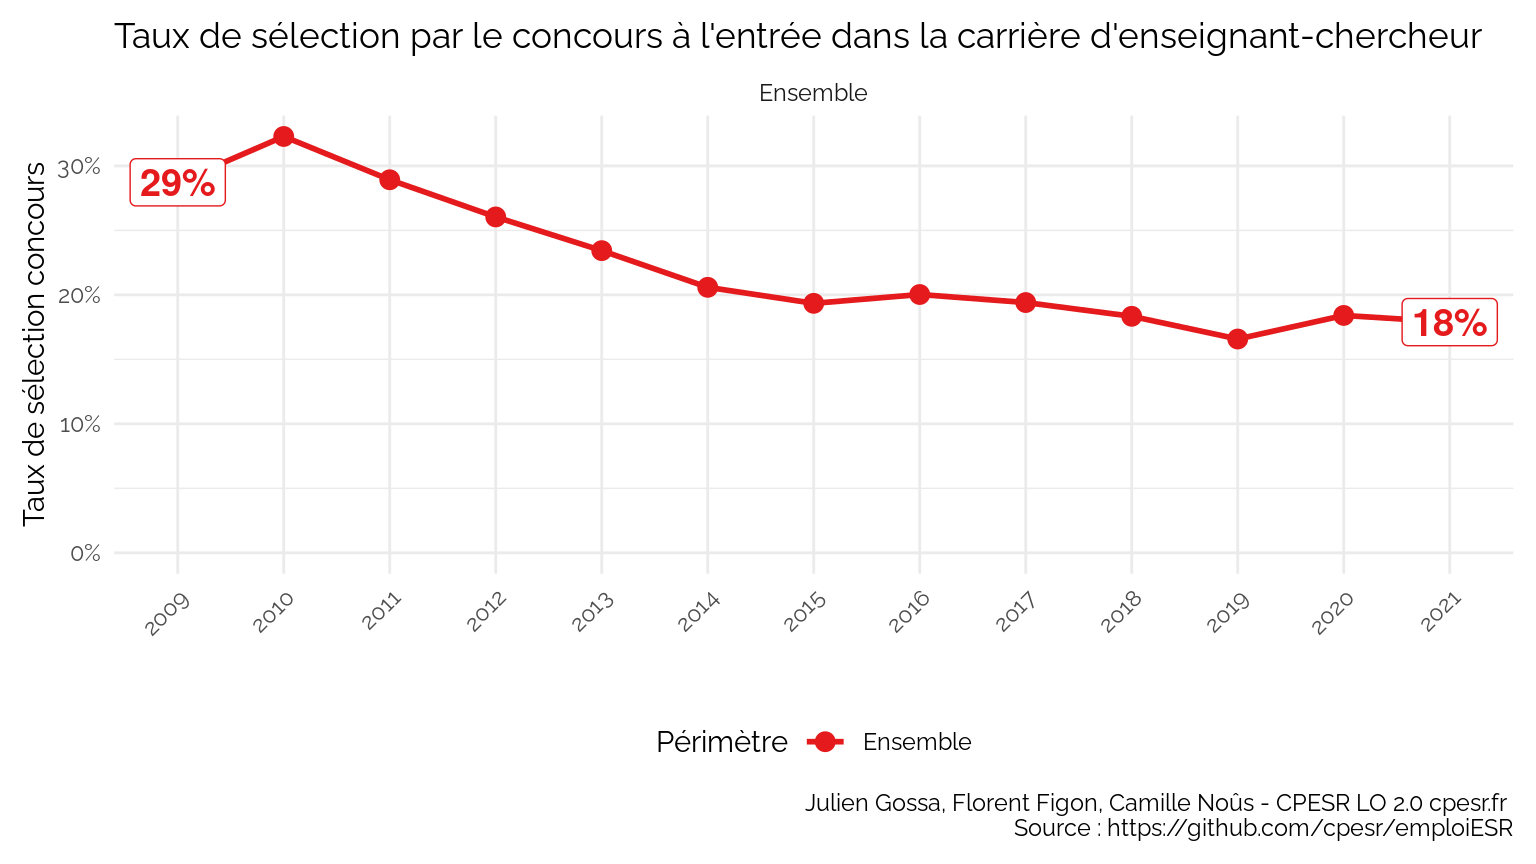 Taux de sélection par le concours à l'entrée dans la carrière d'enseignant-chercheur
Ensemble
Taux de sélection concours
30%
20%
10%
0%
29%
18%
2009
2010
2011
2012
2013
2014
2015
2016
2017
2018
2019
2020
2021
Périmètre
Ensemble
Julien Gossa, Florent Figon, Camille Noûs - CPESR LO 2.0 cpesr.fr
Source : https://github.com/cpesr/emploiESR